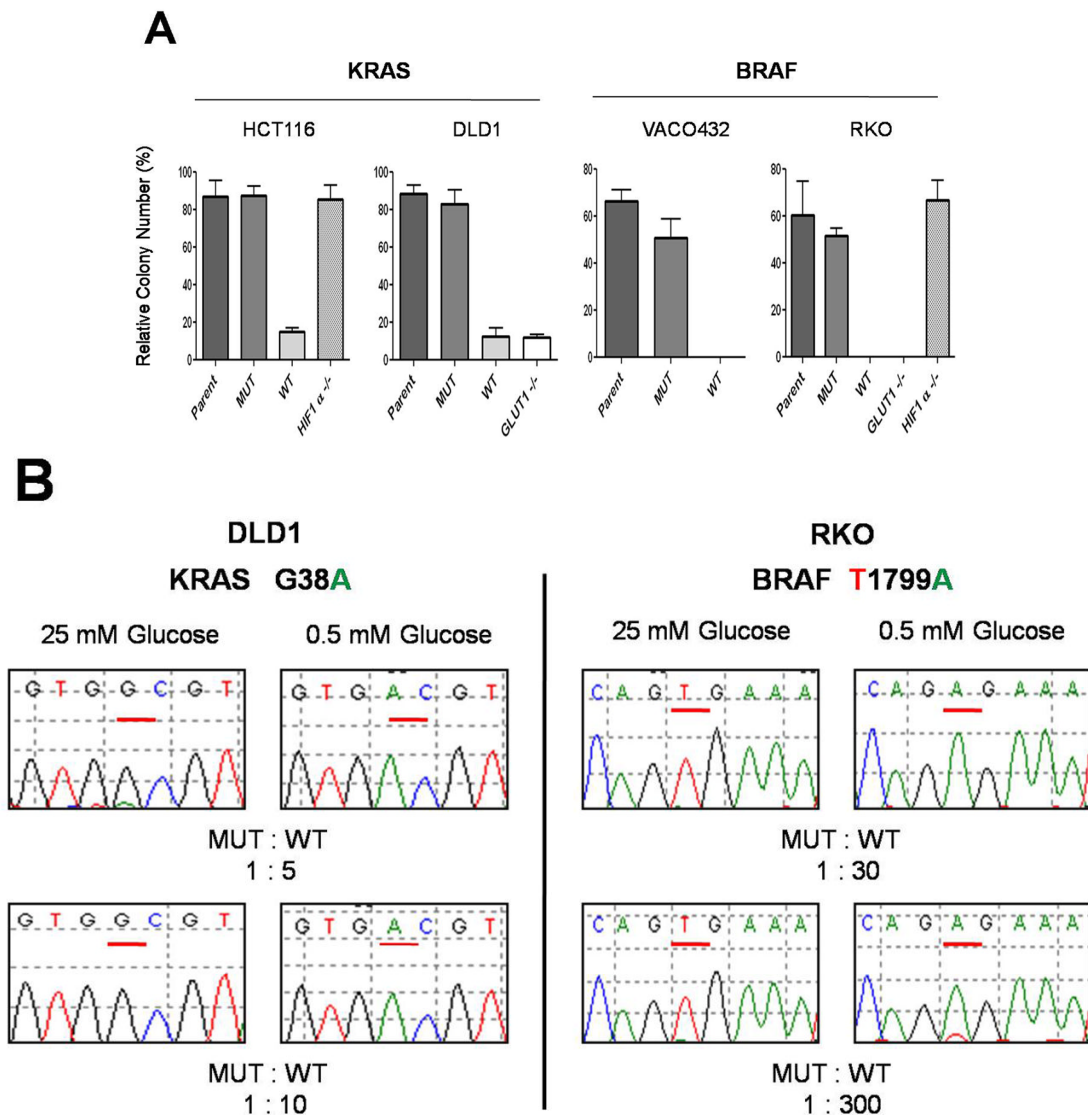 A
KRAS
BRAF
HCT116
DLD1
VACO432
RKO
Relative Colony Number (%)
100
80
60
40
20
0
Parent
MUT
WT
HIF1 α -/-
100
80
60
40
20
0
Parent
MUT
WT
GLUT1 -/-
80
60
40
20
0
Parent
MUT
WT
80
60
40
20
0
Parent
MUT
WT
GLUT1 -/-
HIF1 α -/-
B
DLD1
KRAS G38A
25 mM Glucose
0.5 mM Glucose
G T G G C G T
G T G A C G T
MUT : WT
1 : 5
G T G G C G T
G T G A C G T
MUT : WT
1 : 10
RKO
BRAF T1799A
25 mM Glucose
0.5 mM Glucose
C A G T G A A A
C A G A G A A A
MUT : WT
1 : 30
C A G T G A A A
C A G A G A A A
MUT : WT
1 : 300